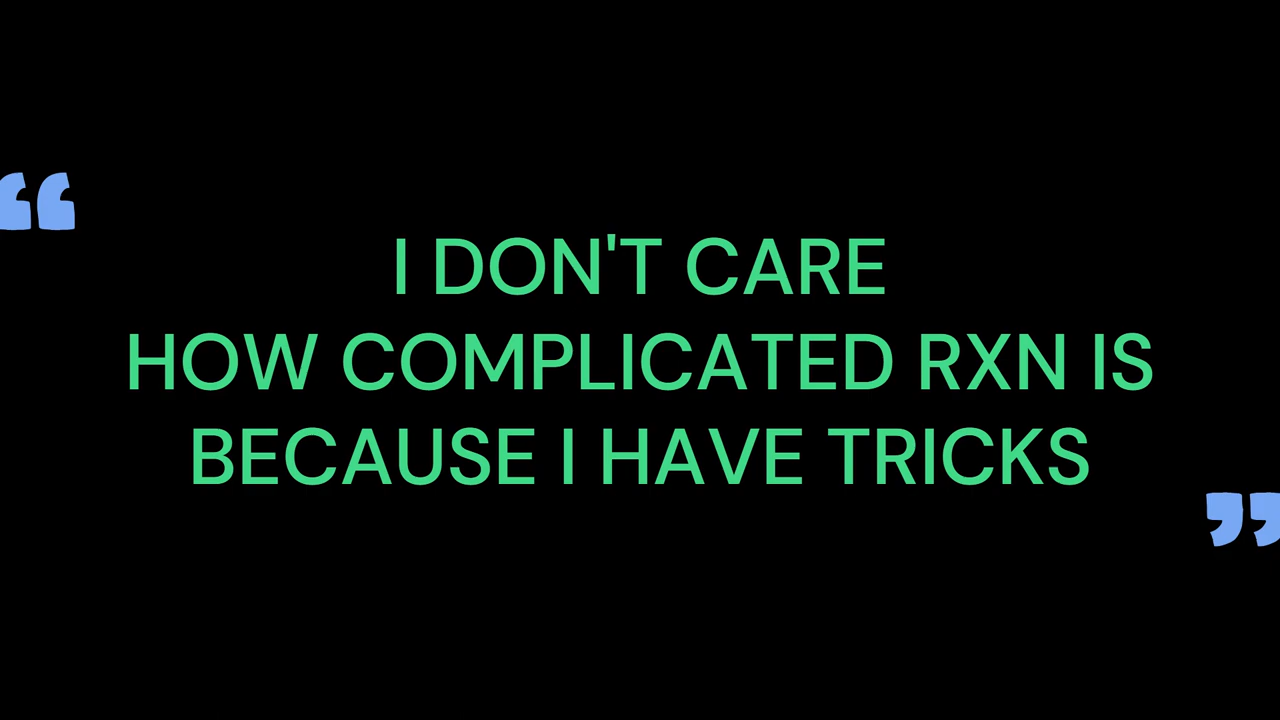 “
I DON'T CARE
HOW COMPLICATED RXN IS
BECAUSE I HAVE TRICKS
”